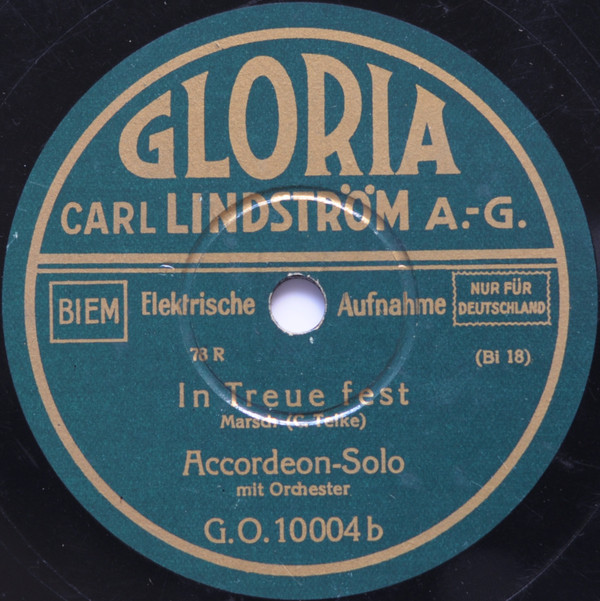 GLORIA
CARL LINDSTRÖM A.-G.
BIEM
Elektrische Aufnahme
NUR FÜR
DEUTSCHLAND
78 R
(Bi 18)
In Treue fest
Marsch (C. Teike)
Accordeon-Solo
mit Orchester
G.O.10004b